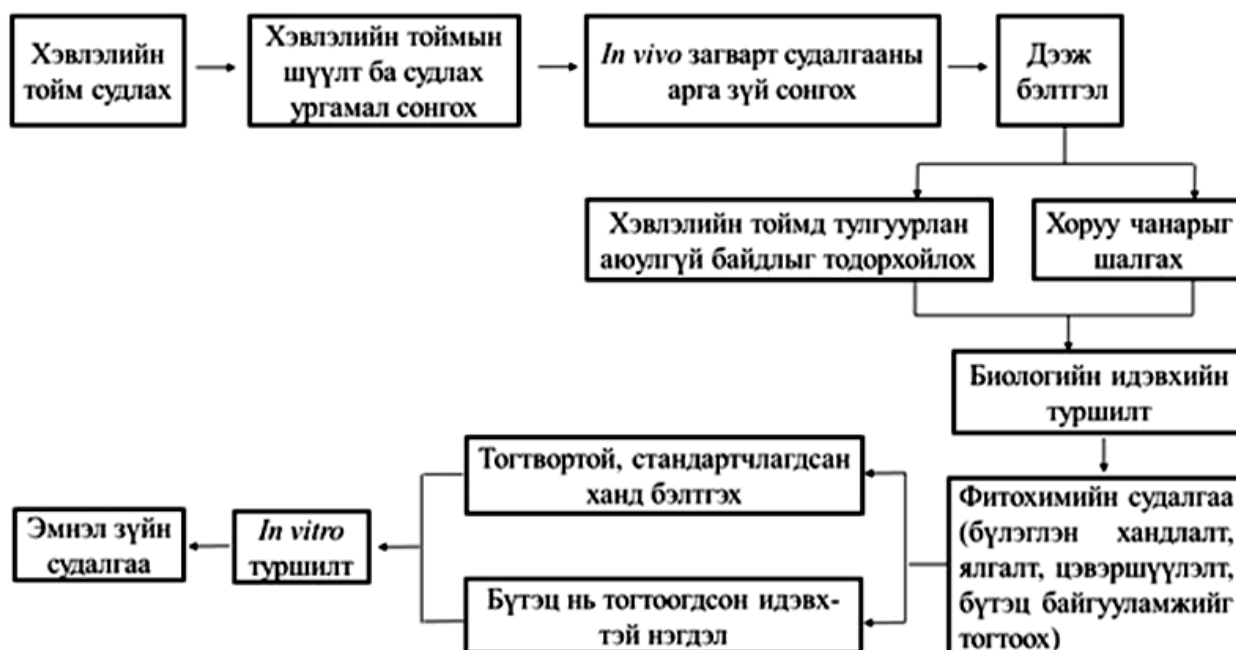 Хэвлэлийн
тойм судлах
Хэвлэлийн тоймын
шүүлт ба судлах
ургамал сонгох
In vivo загварт судалгааны
арга зүй сонгох
Дээж
бэлтгэл
Хэвлэлийн тоймд тулгуурлан
аюулгүй байдлыг тодорхойлох
Хоруу чанарыг
шалгах
Биологийн идэвхийн
туршилт
Фитохимийн судалгаа
(бүлэглэн хандлалт,
ялгалт, цэвэршүүлэлт,
бүтэц байгууламжийг
тогтоох)
Тогтвортой, стандартчлагдсан
ханд бэлтгэх
Бүтэц нь тогтоогдсон идэвх-
тэй нэгдэл
In vitro
туршилт
Эмнэл зүйн
судалгаа